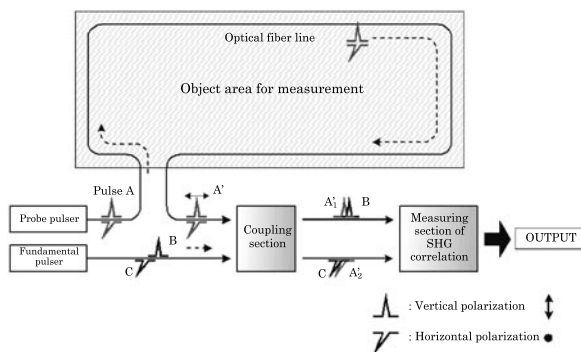 Optical fiber line
Object area for measurement
Pulse A
A'
Probe pulser
B
Fundamental
pulser
C
Coupling
section
A'1
B
C
A'2
Measuring
section of
SHG
correlation
OUTPUT
: Vertical polarization
: Horizontal polarization